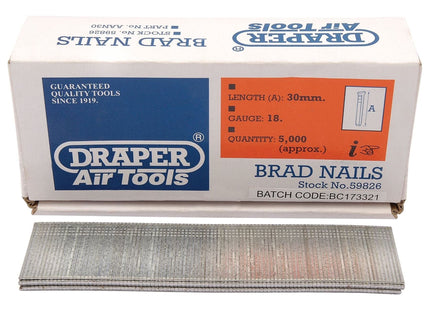 DRAPER®
Air Tools
BRAD NAILS
STOCK No.59826
PART No.AAN30
GUARANTEED
QUALITY TOOLS
SINCE 1919.
DRAPER®
Air Tools
LENGTH (A): 30mm.
A
GAUGE: 18.
QUANTITY: 5,000
(approx.)
i
BRAD NAILS
Stock No.59826
BATCH CODE:BC173321